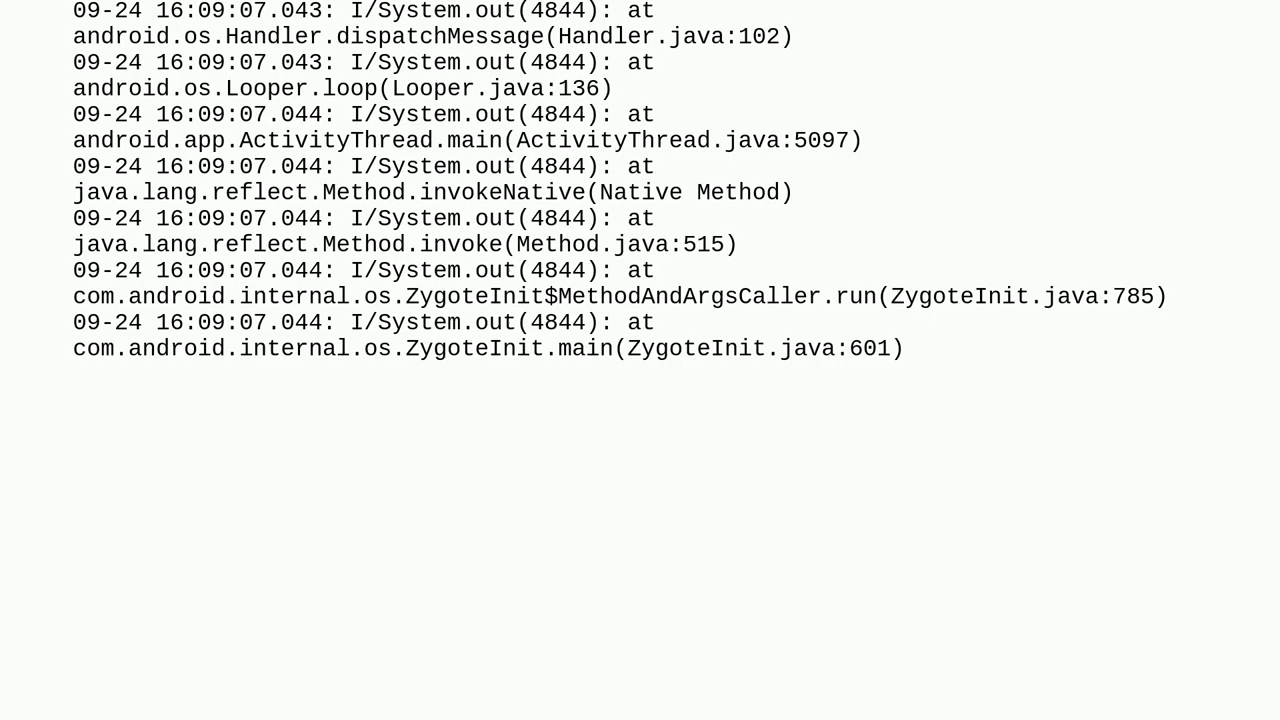 09-24 16:09:07.043: I/System.out(4844): at
android.os.Handler.dispatchMessage(Handler.java:102)
09-24 16:09:07.043: I/System.out(4844): at
android.os.Looper.loop(Looper.java:136)
09-24 16:09:07.044: I/System.out(4844): at
android.app.ActivityThread.main(ActivityThread.java:5097)
09-24 16:09:07.044: I/System.out(4844): at
java.lang.reflect.Method.invokeNative(Native Method)
09-24 16:09:07.044: I/System.out(4844): at
java.lang.reflect.Method.invoke(Method.java:515)
09-24 16:09:07.044: I/System.out(4844): at
com.android.internal.os.ZygoteInit$MethodAndArgsCaller.run(ZygoteInit.java:785)
09-24 16:09:07.044: I/System.out(4844): at
com.android.internal.os.ZygoteInit.main(ZygoteInit.java:601)